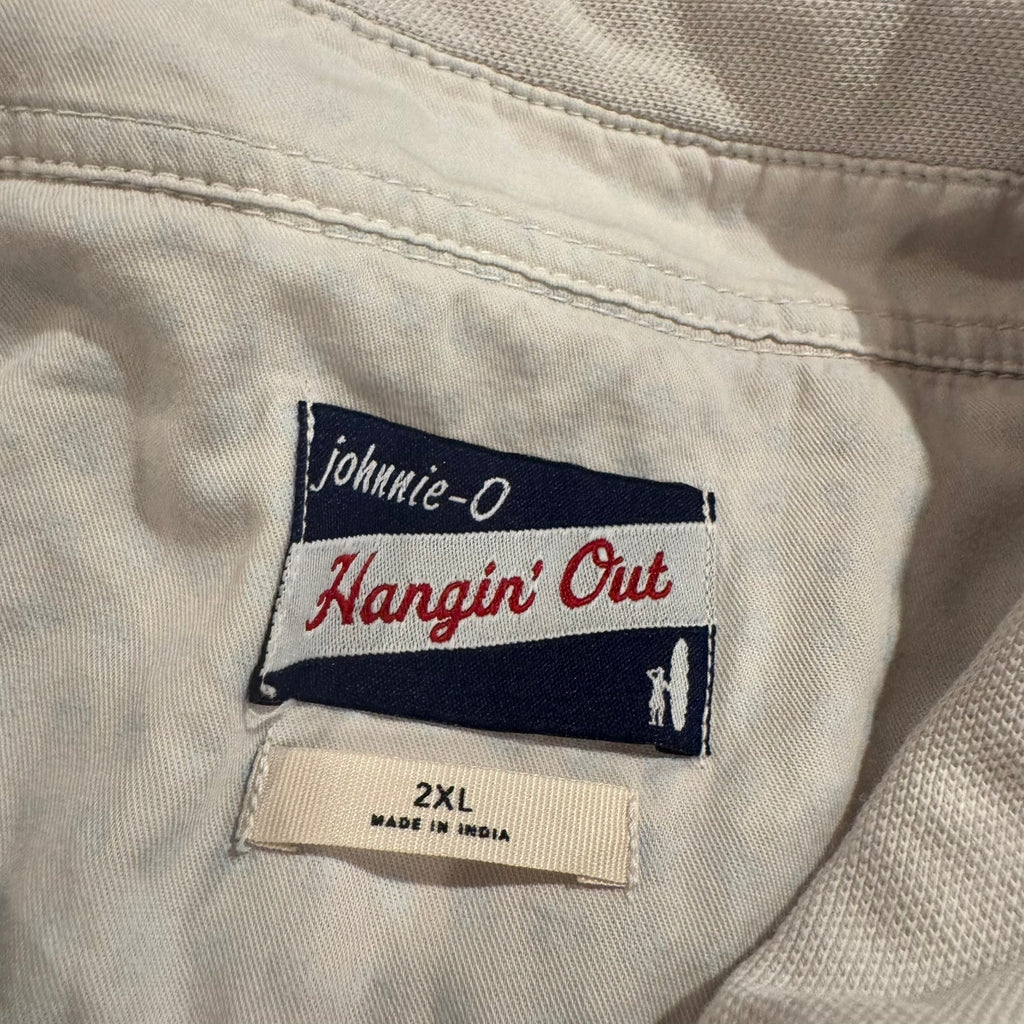 johnnie-O
Hangin' Out
2XL
MADE IN INDIA